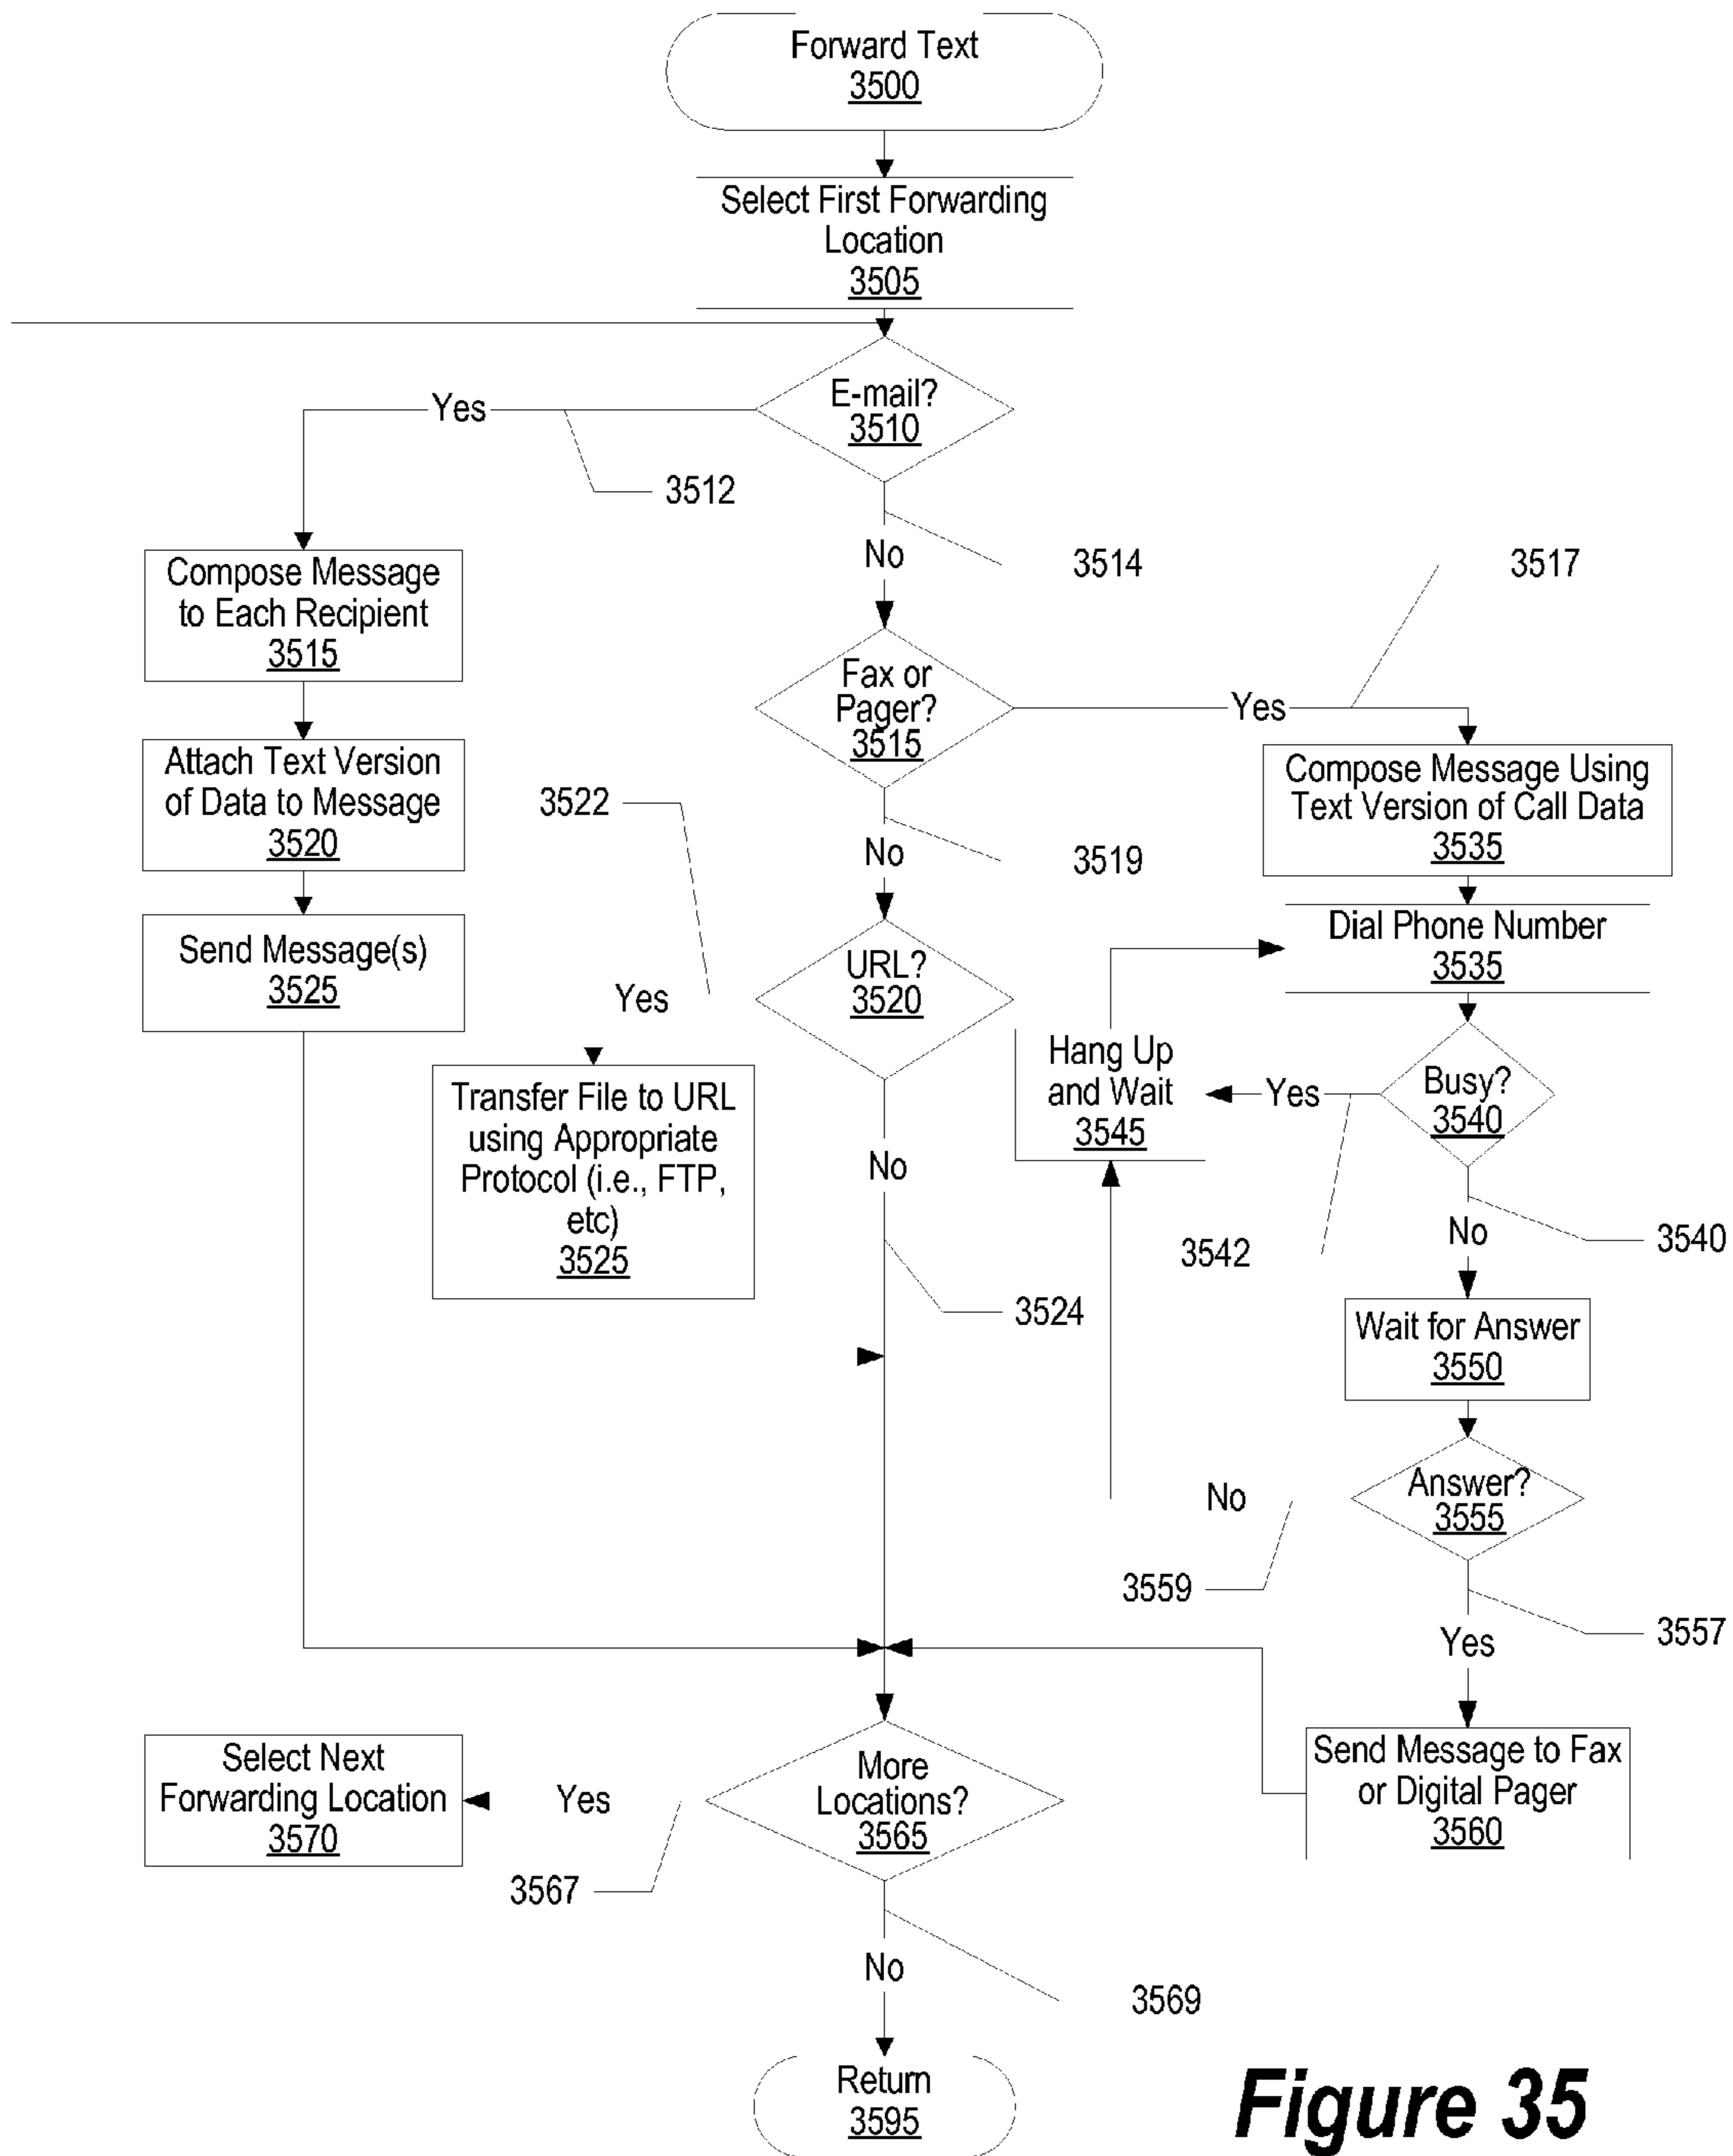 Forward Text
3500
Select First Forwarding
Location
3505
E-mail?
3510
Yes
3512
No
3514
3517
Compose Message
to Each Recipient
3515
Fax or
Pager?
3515
Yes
Attach Text Version
of Data to Message
3520
3522
No
3519
Compose Message Using
Text Version of Call Data
3535
Send Message(s)
3525
Yes
URL?
3520
Dial Phone Number
3535
Transfer File to URL
using Appropriate
Protocol (i.e., FTP,
etc)
3525
Hang Up
and Wait
3545
Yes
Busy?
3540
No
3524
3542
No
3540
Wait for Answer
3550
No
Answer?
3555
3559
3557
Yes
Select Next
Forwarding Location
3570
Yes
More
Locations?
3565
Send Message to Fax
or Digital Pager
3560
3567
No
3569
Return
3595
Figure 35